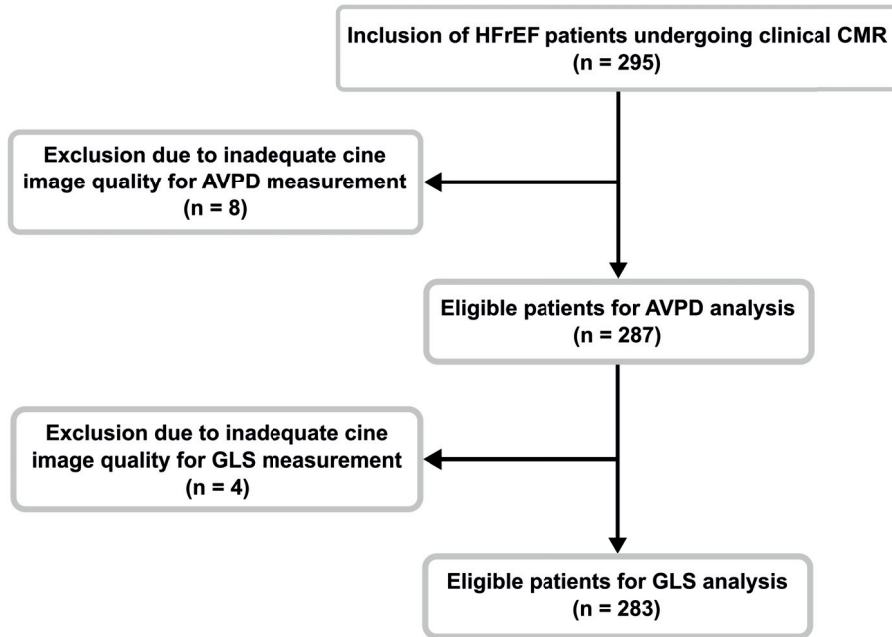 Inclusion of HFrEF patients undergoing clinical CMR
(n = 295)
Exclusion due to inadequate cine
image quality for AVPD measurement
(n = 8)
Eligible patients for AVPD analysis
(n = 287)
Exclusion due to inadequate cine
image quality for GLS measurement
(n = 4)
Eligible patients for GLS analysis
(n = 283)